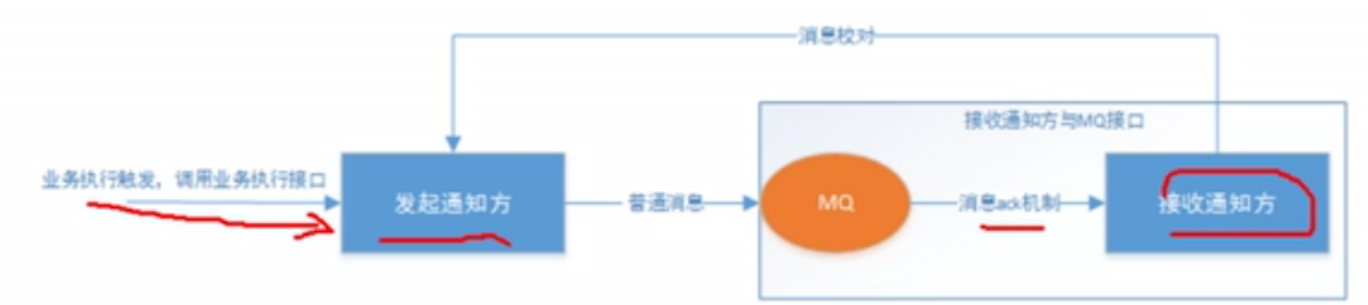 消息校对
接收通知方与MQ接口
业务执行触发，调用业务执行接口
发起通知方
普通消息
MQ
消息ack机制
接收通知方